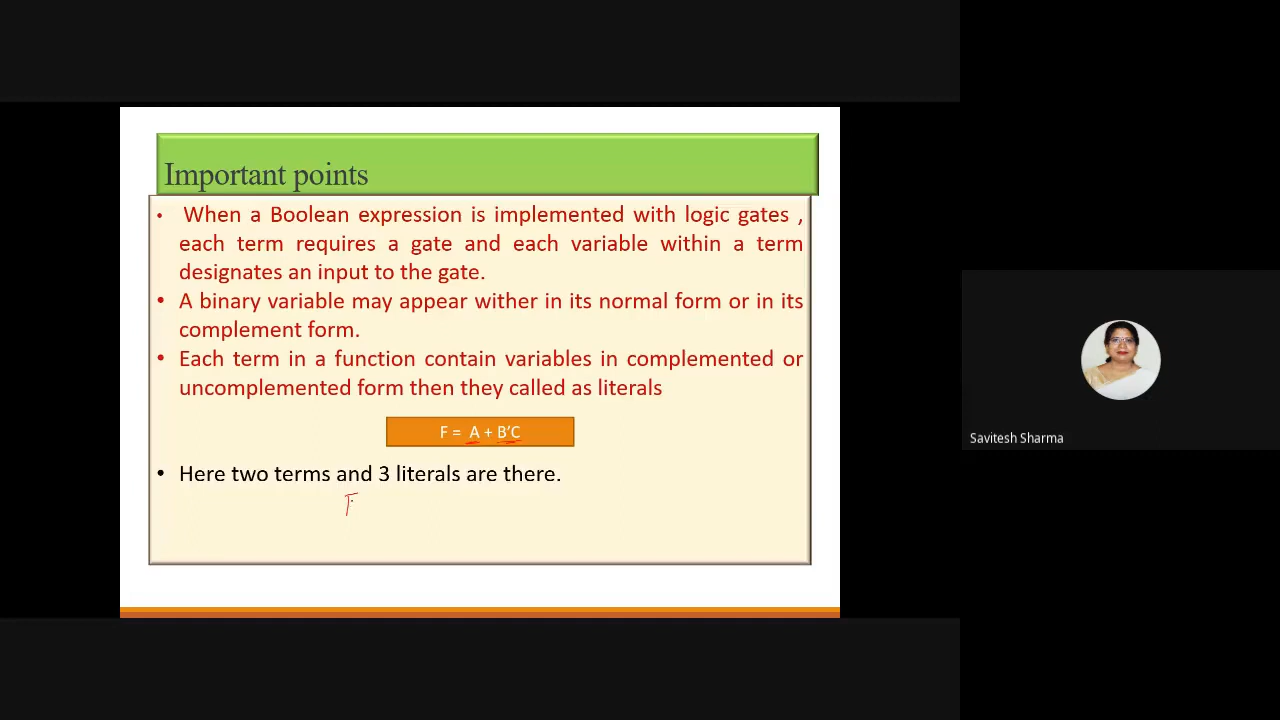 Important points
• When a Boolean expression is implemented with logic gates ,
each term requires a gate and each variable within a term
designates an input to the gate.
• A binary variable may appear wither in its normal form or in its
complement form.
• Each term in a function contain variables in complemented or
uncomplemented form then they called as literals
F = A + B'C
• Here two terms and 3 literals are there.
F
Savitesh Sharma